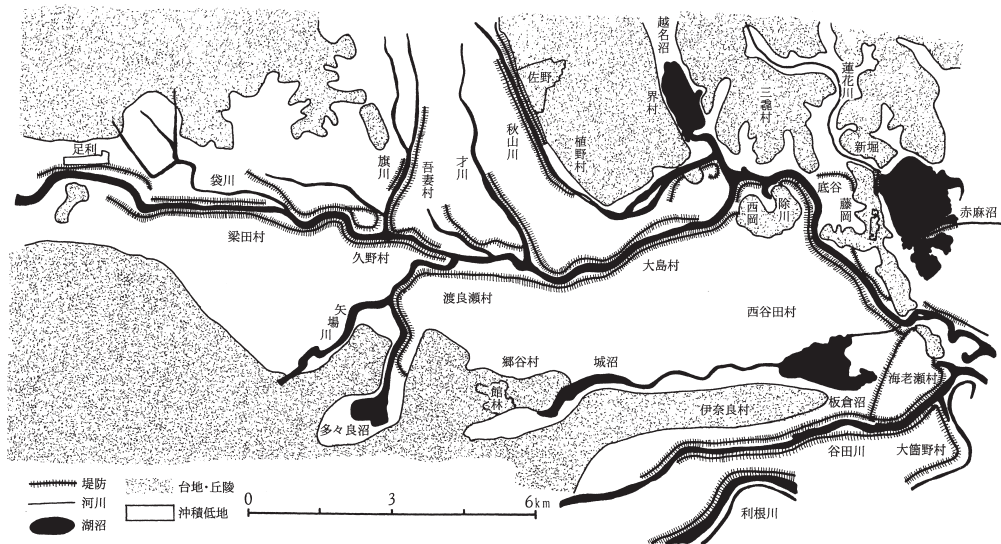 越名沼
蓮花川
佐野
界村
三鴨村
秋山川
植野村
新堀
足利
旗川
吾妻村
才川
袋川
西岡
除川
底谷
藤岡
赤麻沼
梁田村
久野村
大島村
渡良瀬村
西谷田村
矢場川
郷谷村
城沼
館林
海老瀬村
伊奈良村
板倉沼
多々良沼
谷田川
大箇野村
堤防
河川
湖沼
台地・丘陵
沖積低地
0 3 6km
利根川